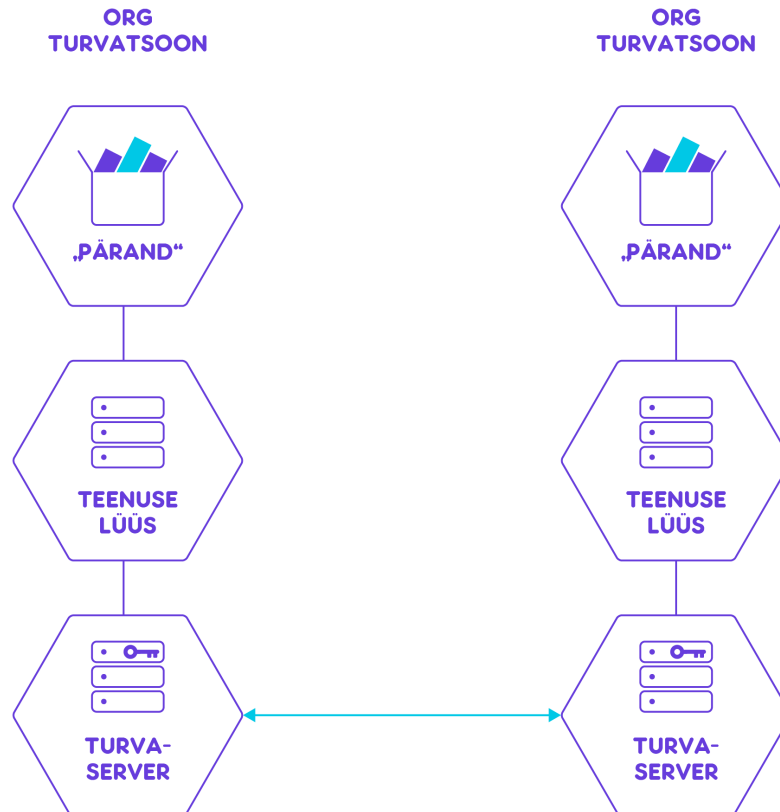 ORG
TURVATSOON
„PÄRAND“
TEENUSE
LÜÜS
TURVA-
SERVER
ORG
TURVATSOON
„PÄRAND“
TEENUSE
LÜÜS
TURVA-
SERVER